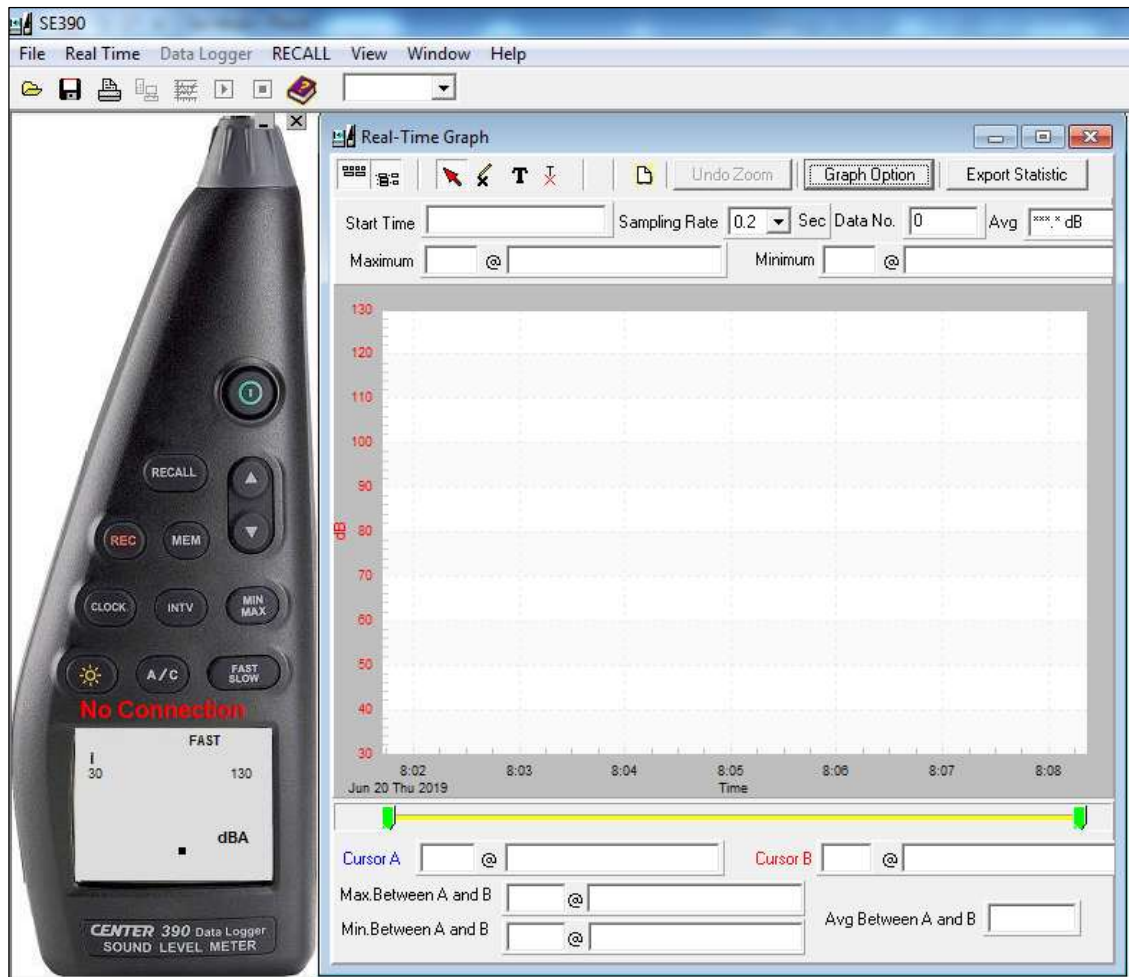 SE390
File Real Time Data Logger RECALL View Window Help
Real-Time Graph
T T Undo Zoom Graph Option Export Statistic
Start Time Sampling Rate 0.2 Sec Data No. 0 Avg ***.* dB
Maximum @ Minimum @
130
120
110
100
90
80
70
60
50
40
30
dB
8:02 8:03 8:04 8:05 8:06 8:07 8:08
Jun 20 Thu 2019 Time
Cursor A @ Cursor B @
Max.Between A and B @
Min.Between A and B @
Avg Between A and B
RECALL
REC MEM
CLOCK INTV MIN MAX
A/C FAST SLOW
No Connection
FAST
30 130
dBA
CENTER 390 Data Logger
SOUND LEVEL METER